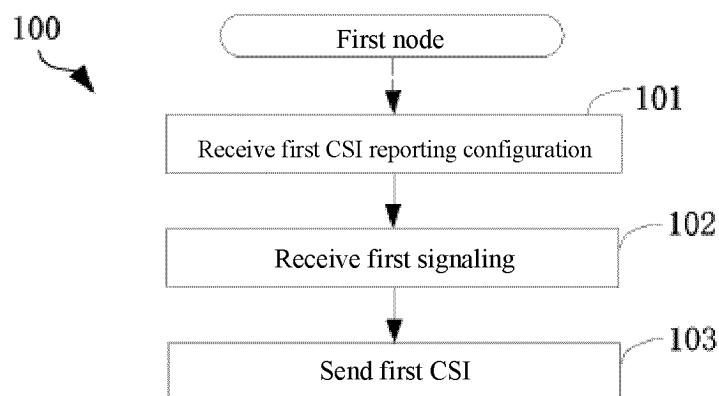 100
First node
101
Receive first CSI reporting configuration
102
Receive first signaling
103
Send first CSI